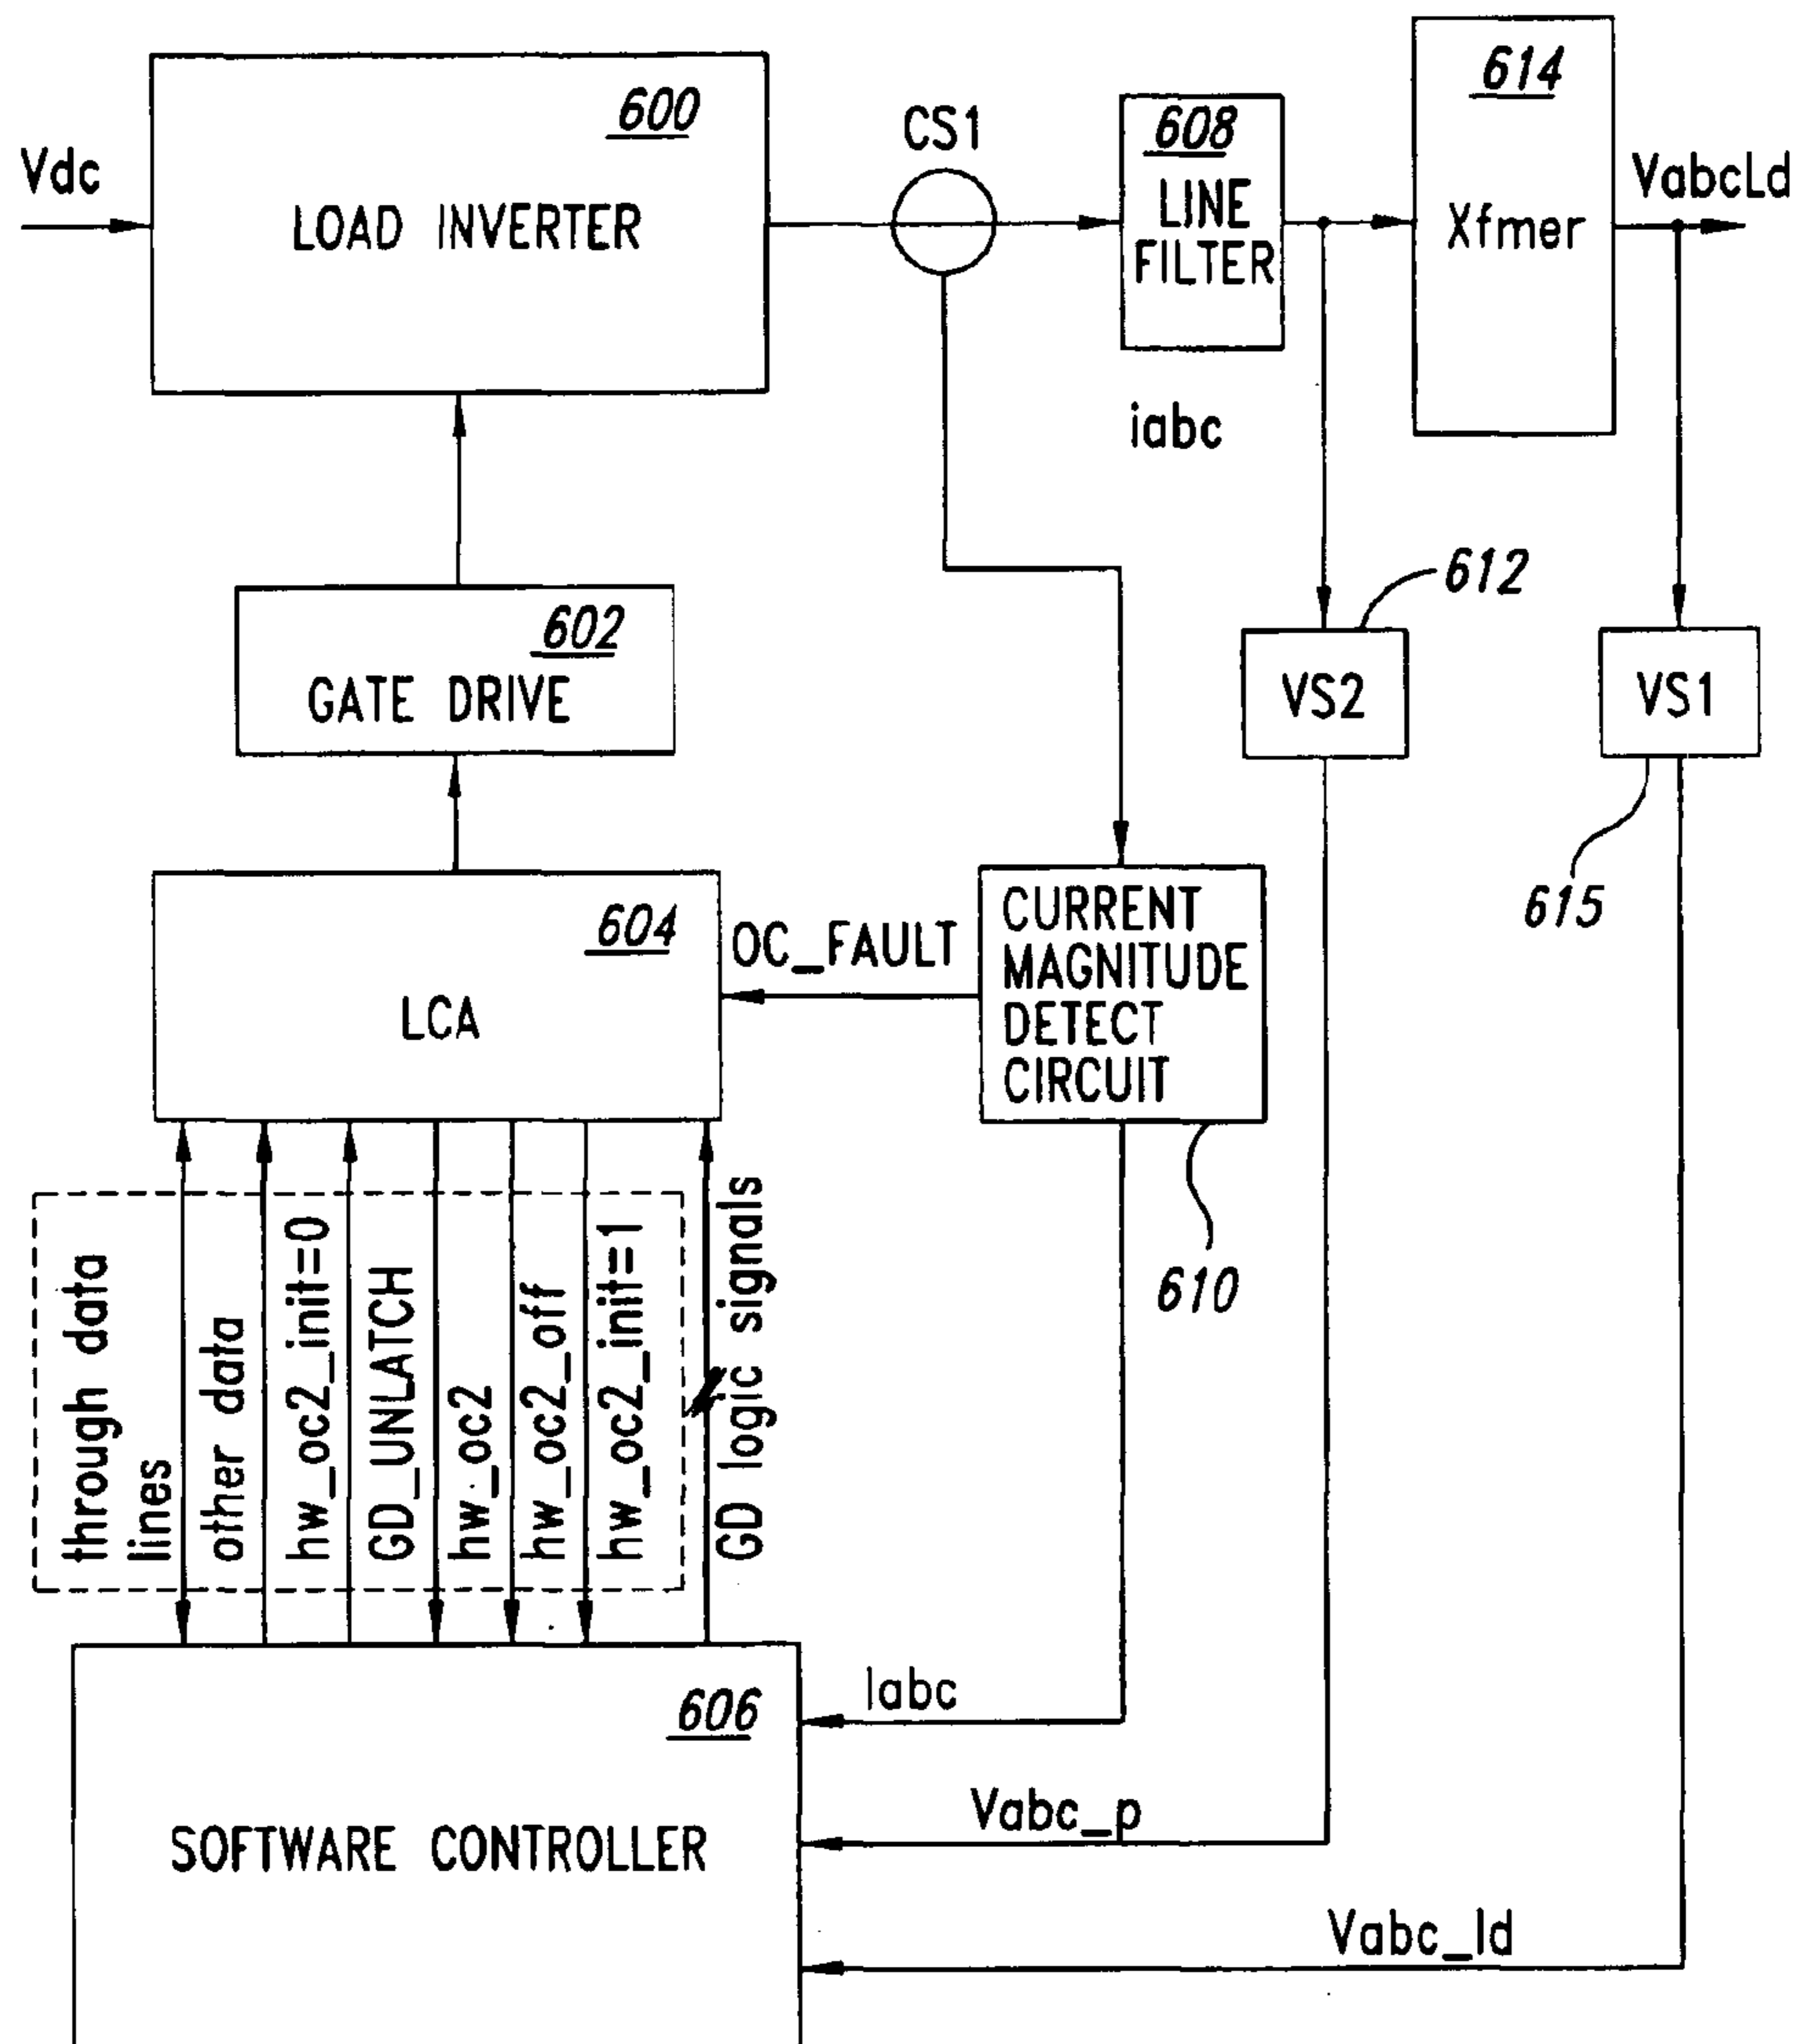 614
600
CS1
608
Vdc
VabcLd
LINE
FILTER
LOAD INVERTER
Xfmer
iabc
612
602
GATE DRIVE
VS2
VS1
615
604
OC_FAULT
CURRENT
MAGNITUDE
DETECT
CIRCUIT
LCA
610
through data
lines
other data
hw_oc2_init=0
GD_UNLATCH
hw_oc2
hw_oc2_off
hw_oc2_init=1
GD logic signals
Iabc
606
Vabc_p
SOFTWARE CONTROLLER
Vabc_ld